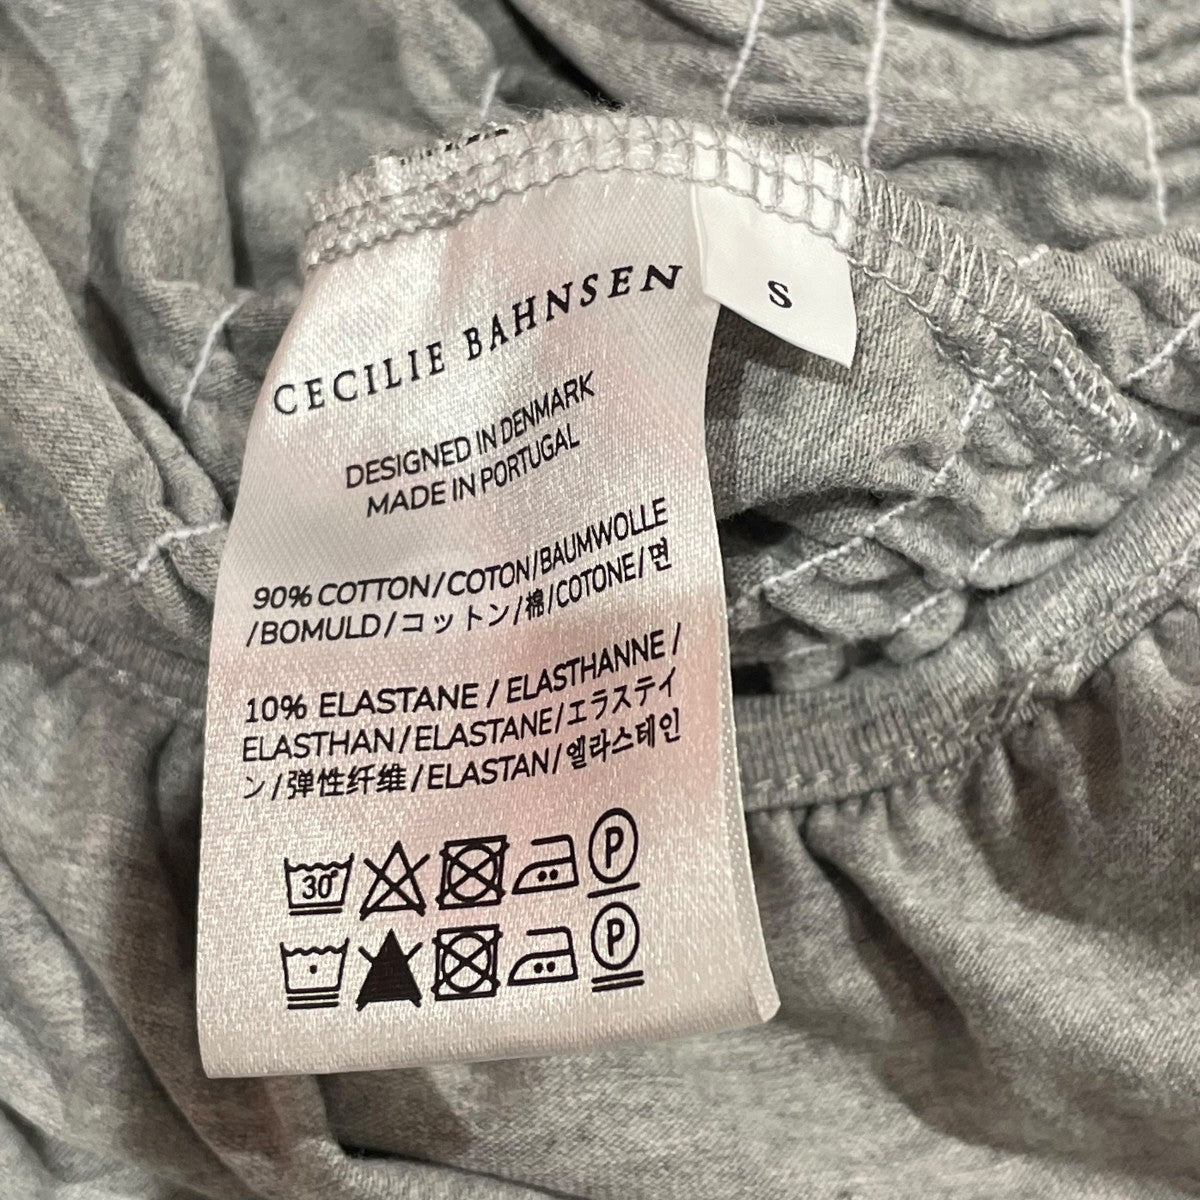 CECILIE BAHNSEN
S
DESIGNED IN DENMARK
MADE IN PORTUGAL
90% COTTON/COTON/BAUMWOLLE
/BOMULD/コットン/棉/COTONE/면
10% ELASTANE / ELASTHANNE /
ELASTHAN/ELASTANE/エラステイ
ン/弹性纤维/ELASTAN/엘라스테인
30° P
P